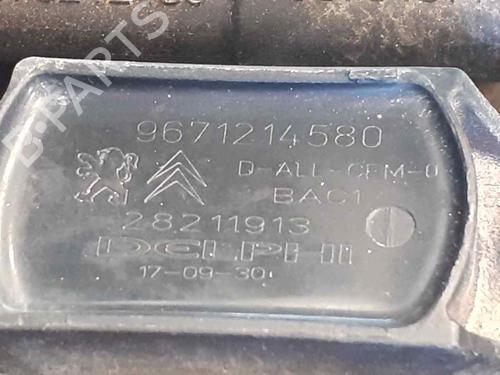 9671214580
D-ALL-CFM-0
BAC1
28211913
DELPHI
17-09-30
B-PARTS